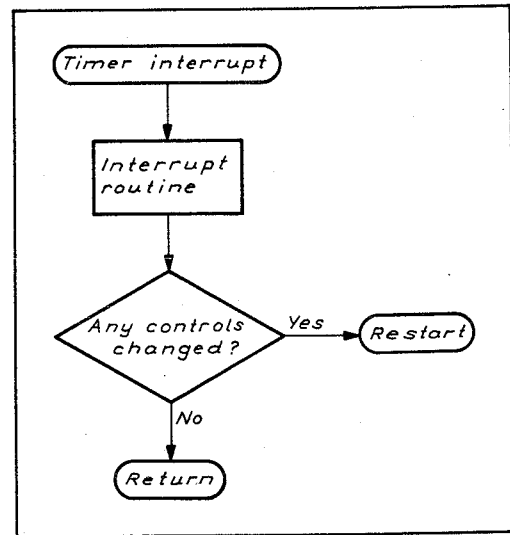 Timer interrupt
Interrupt
routine
Any controls
changed?
Yes
Restart
No
Return